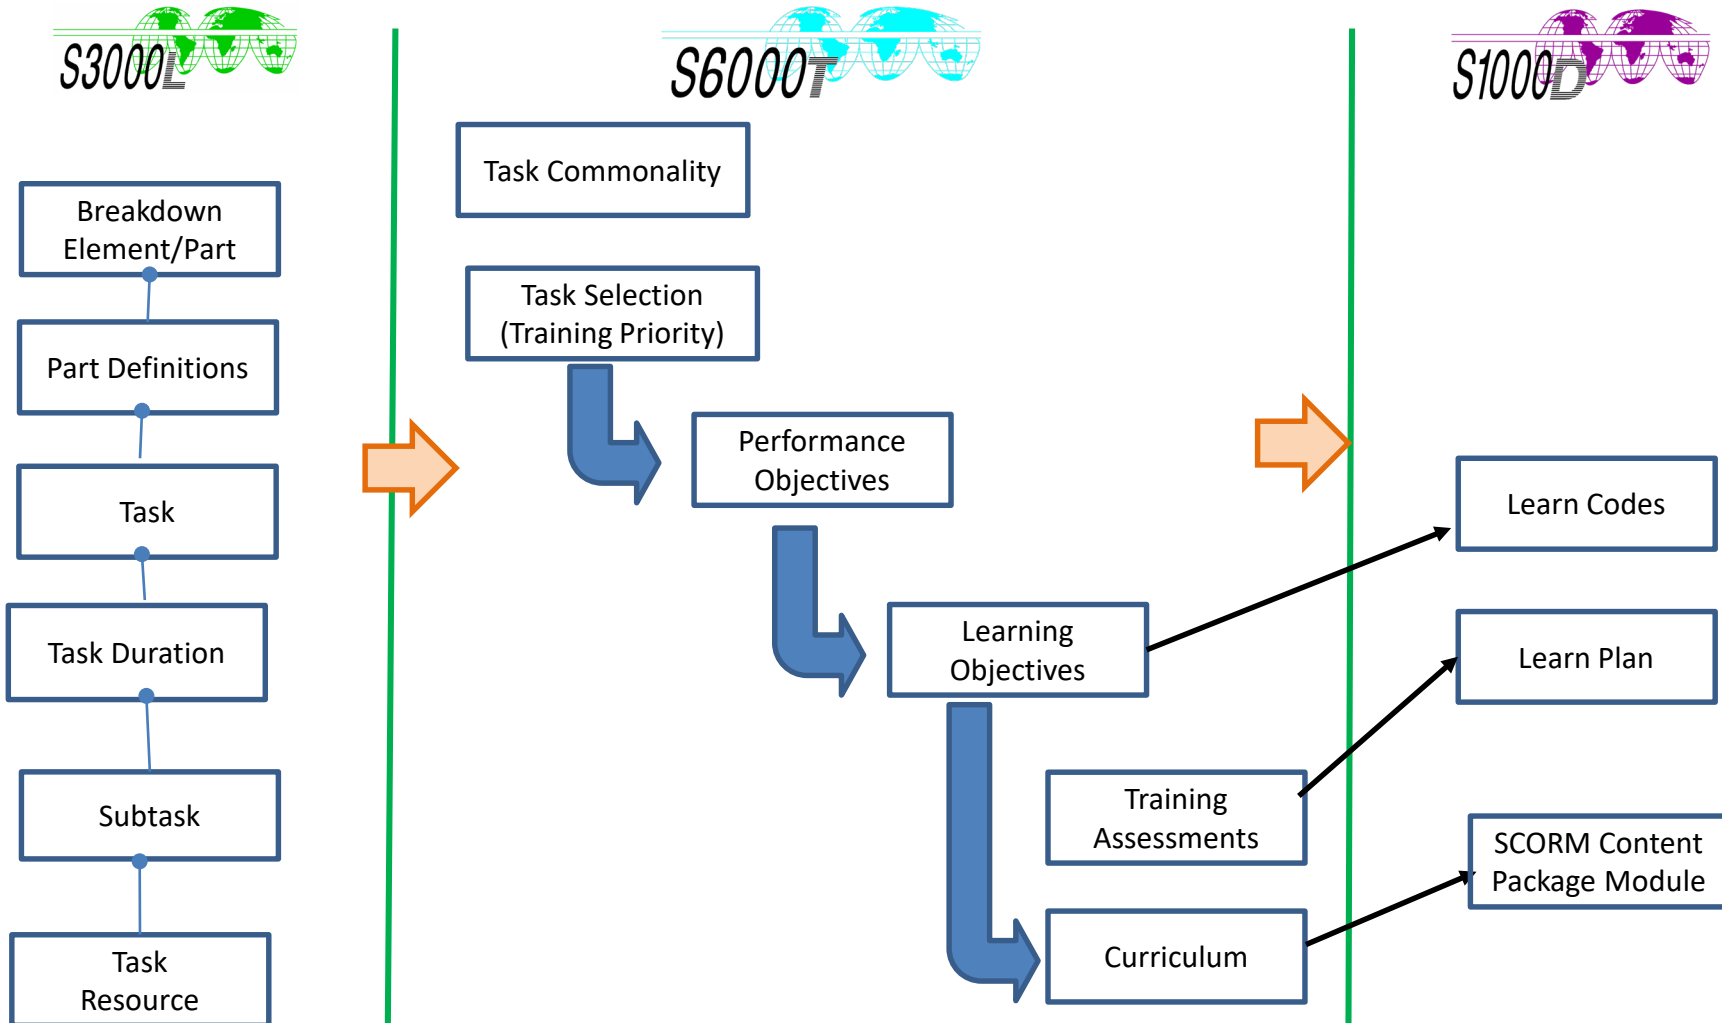 S3000L
S6000T
S1000D
Breakdown
Element/Part
Part Definitions
Task
Task Duration
Subtask
Task
Resource
Task Commonality
Task Selection
(Training Priority)
Performance
Objectives
Learning
Objectives
Training
Assessments
Curriculum
Learn Codes
Learn Plan
SCORM Content
Package Module